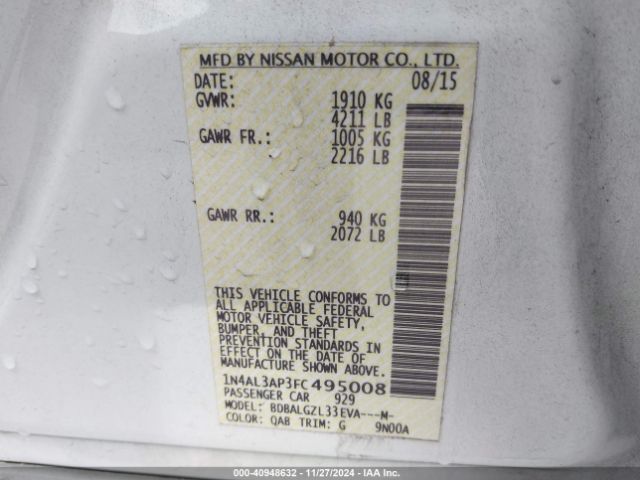 MFD BY NISSAN MOTOR CO., LTD.
DATE: 08/15
GVWR: 1910 KG
4211 LB
GAWR FR.: 1005 KG
2216 LB
GAWR RR.: 940 KG
2072 LB
THIS VEHICLE CONFORMS TO
ALL APPLICABLE FEDERAL
MOTOR VEHICLE SAFETY,
BUMPER, AND THEFT
PREVENTION STANDARDS IN
EFFECT ON THE DATE OF
MANUFACTURE SHOWN ABOVE.
1N4AL3AP3FC495008
PASSENGER CAR 929
MODEL: BDBALGZL33EVA---M-
COLOR: QAB TRIM: G 9N00A
000-40948632 | 11/27/2024 - IAA Inc.